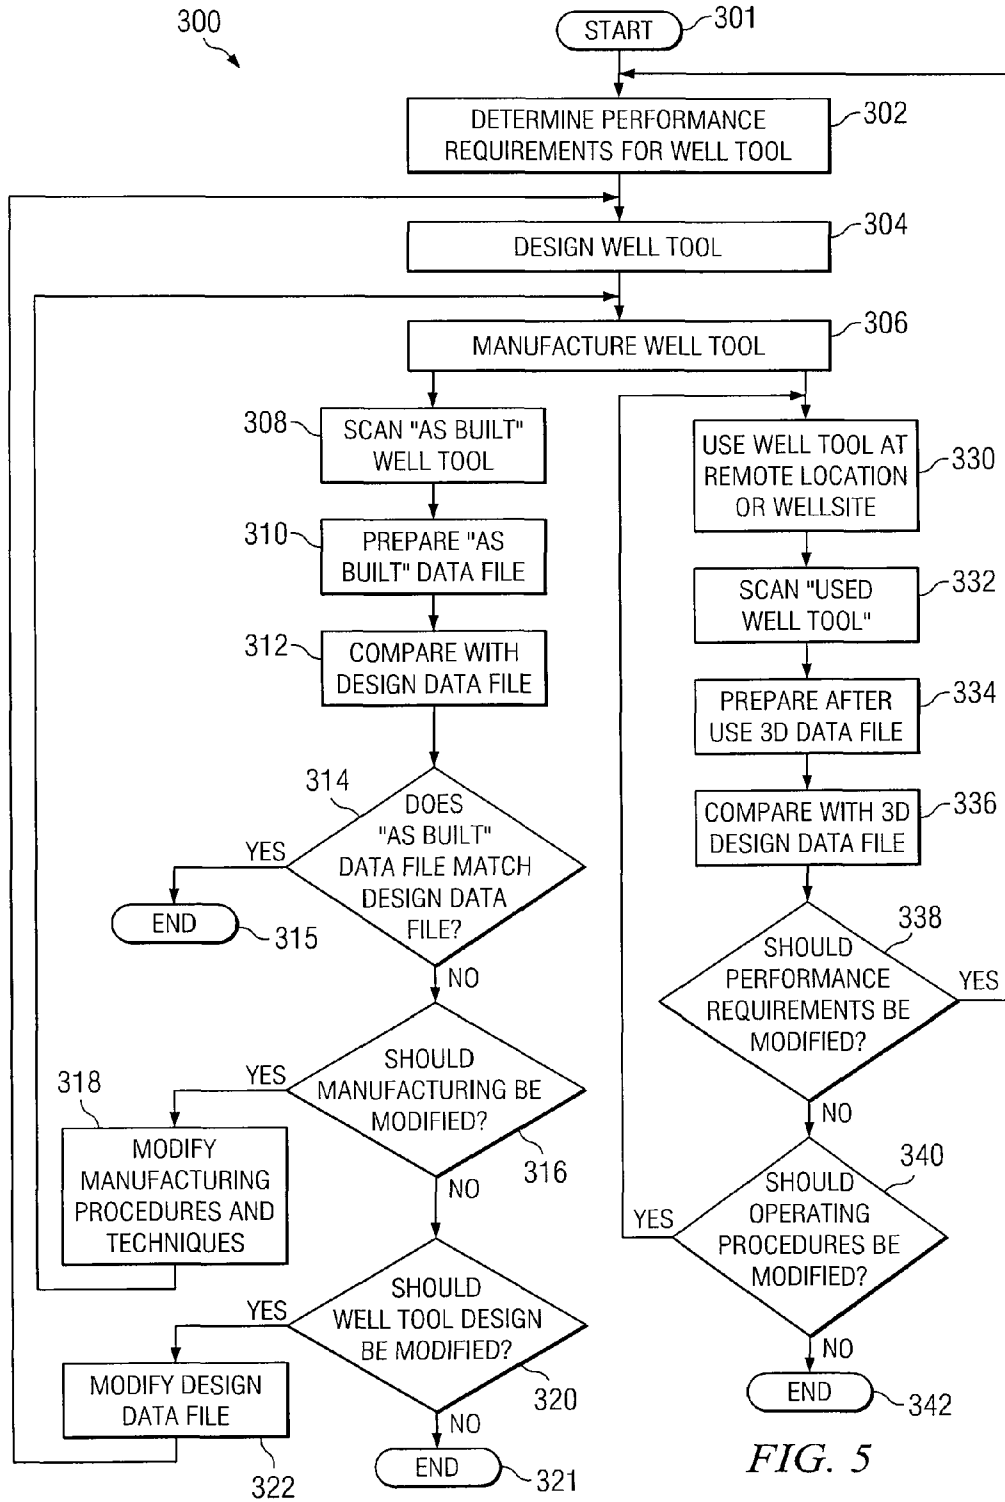 300
START
301
DETERMINE PERFORMANCE
REQUIREMENTS FOR WELL TOOL
302
DESIGN WELL TOOL
304
MANUFACTURE WELL TOOL
306
308
SCAN "AS BUILT"
WELL TOOL
310
PREPARE "AS
BUILT" DATA FILE
312
COMPARE WITH
DESIGN DATA FILE
314
DOES
"AS BUILT"
DATA FILE MATCH
DESIGN DATA
FILE?
YES
END
315
NO
SHOULD
MANUFACTURING BE
MODIFIED?
316
YES
318
MODIFY
MANUFACTURING
PROCEDURES AND
TECHNIQUES
NO
SHOULD
WELL TOOL DESIGN
BE MODIFIED?
320
YES
MODIFY DESIGN
DATA FILE
322
NO
END
321
USE WELL TOOL AT
REMOTE LOCATION
OR WELLSITE
330
SCAN "USED
WELL TOOL"
332
PREPARE AFTER
USE 3D DATA FILE
334
COMPARE WITH 3D
DESIGN DATA FILE
336
338
SHOULD
PERFORMANCE
REQUIREMENTS BE
MODIFIED?
YES
NO
340
SHOULD
OPERATING
PROCEDURES BE
MODIFIED?
YES
NO
END
342
FIG. 5